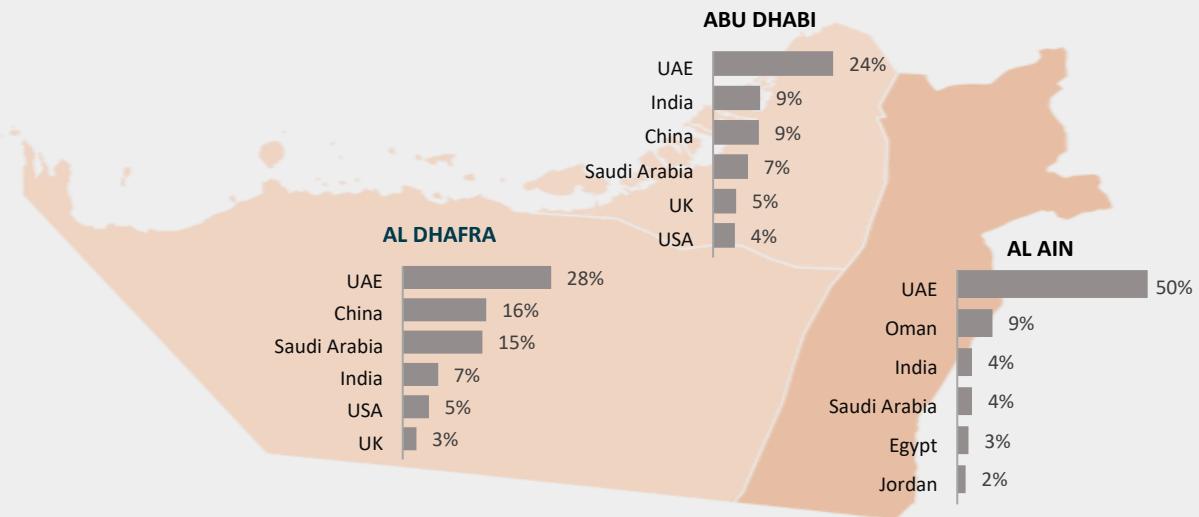 ABU DHABI
UAE 24%
India 9%
China 9%
Saudi Arabia 7%
UK 5%
USA 4%
AL DHAFRA
UAE 28%
China 16%
Saudi Arabia 15%
India 7%
USA 5%
UK 3%
AL AIN
UAE 50%
Oman 9%
India 4%
Saudi Arabia 4%
Egypt 3%
Jordan 2%